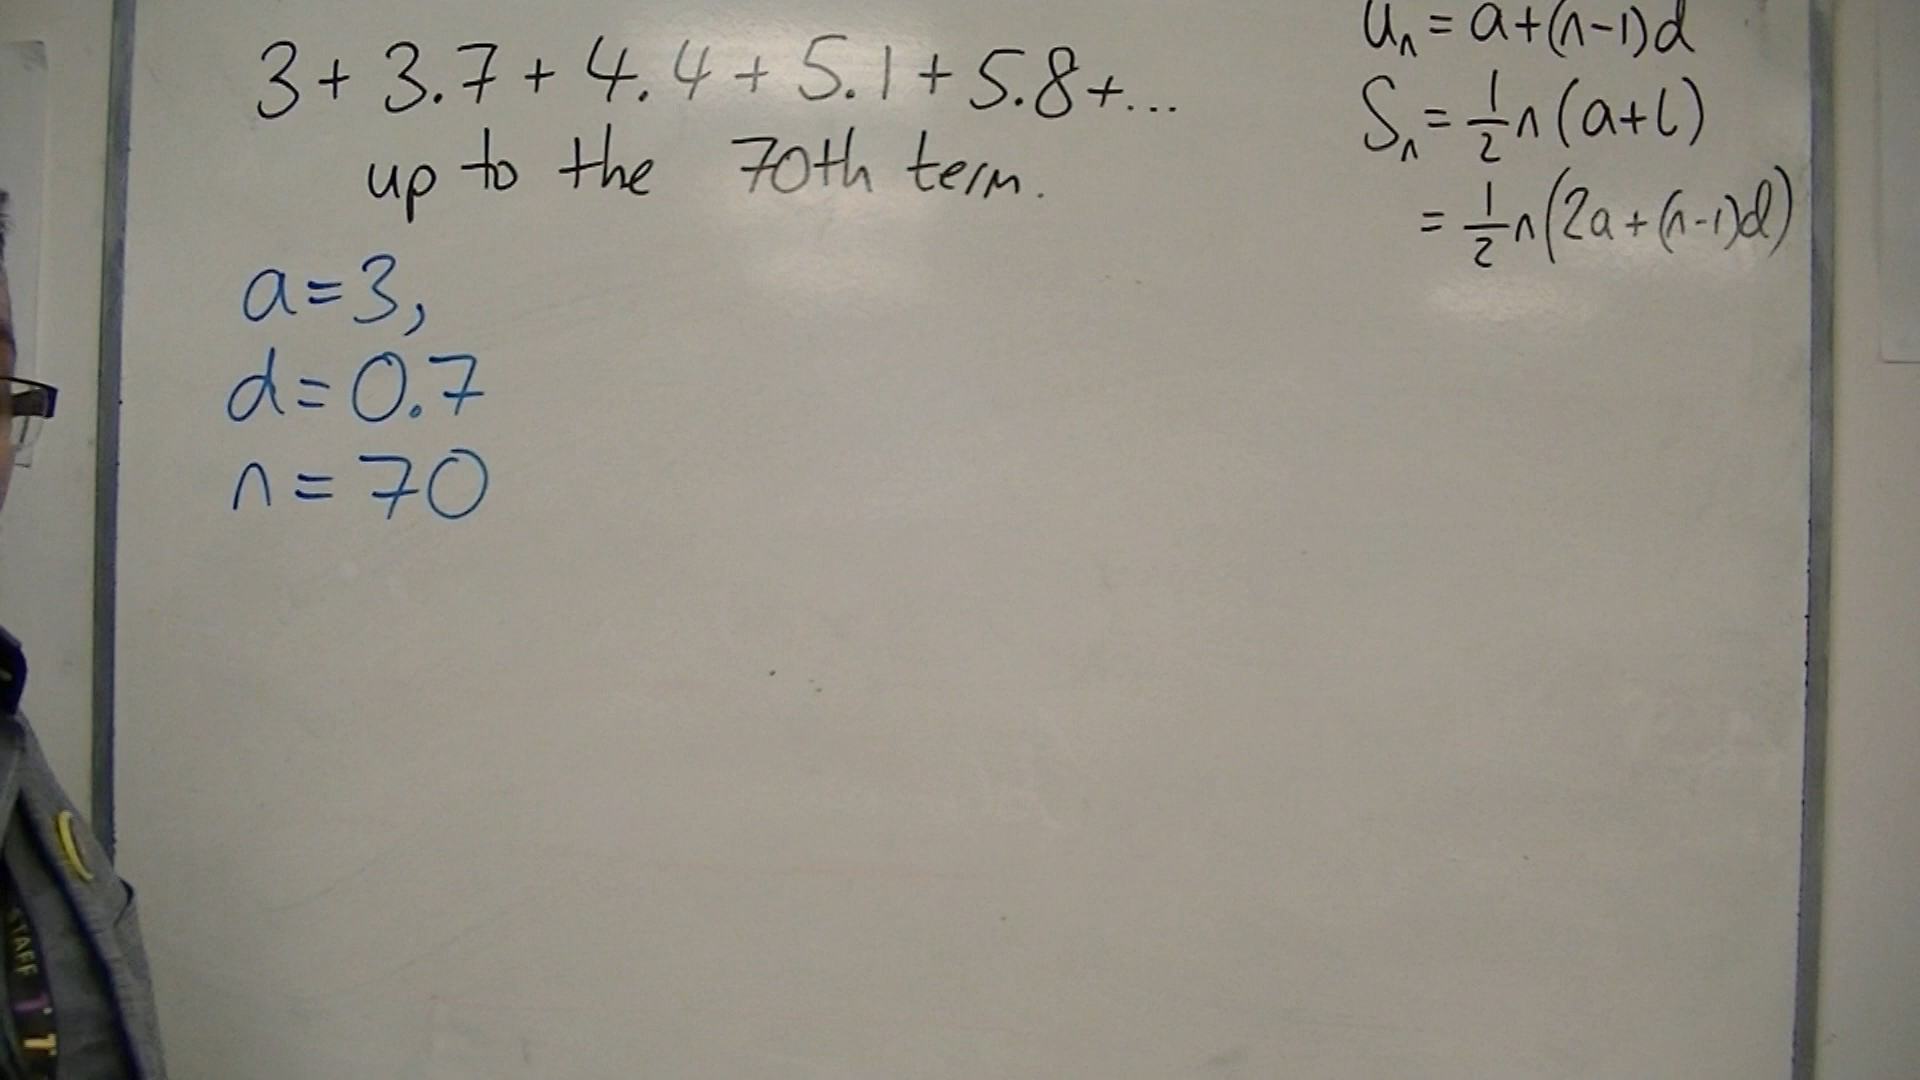 3 + 3.7 + 4.4 + 5.1 + 5.8 + ...
up to the 70th term.
a = 3,
d = 0.7
n = 70
Uₙ = a + (n-1)d
Sₙ = ½n(a+l)
= ½n(2a+(n-1)d)
STAFF